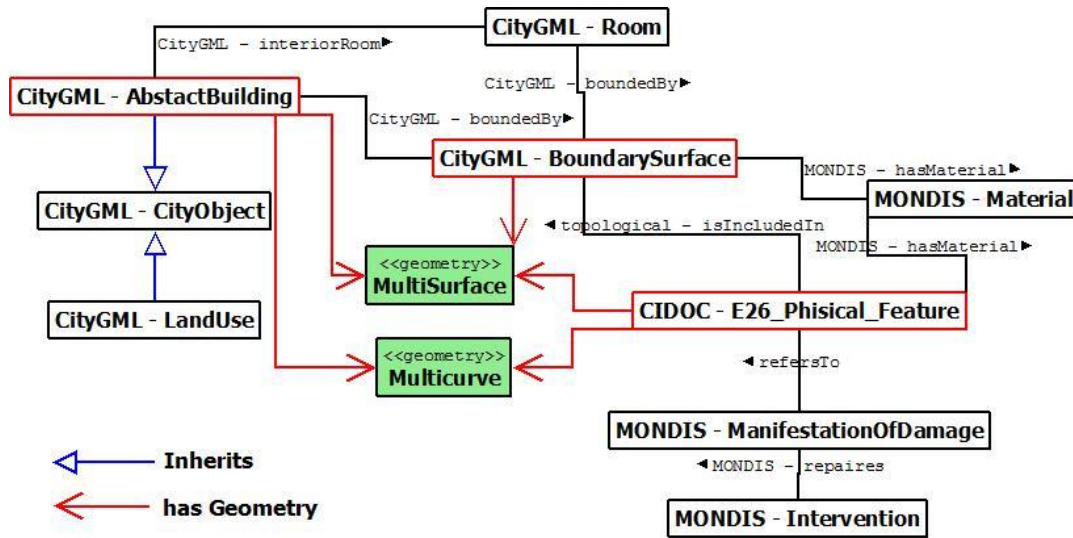 CityGML - Room
CityGML - interiorRoom
CityGML - boundedBy
CityGML - AbstactBuilding
CityGML - boundedBy
CityGML - BoundarySurface
MONDIS - hasMaterial
MONDIS - Material
CityGML - CityObject
topological - isIncludedIn
MONDIS - hasMaterial
<<geometry>>
MultiSurface
CityGML - LandUse
CIDOC - E26_Phisical_Feature
<<geometry>>
Multicurve
refersTo
MONDIS - ManifestationOfDamage
Inherits
MONDIS - repaires
has Geometry
MONDIS - Intervention